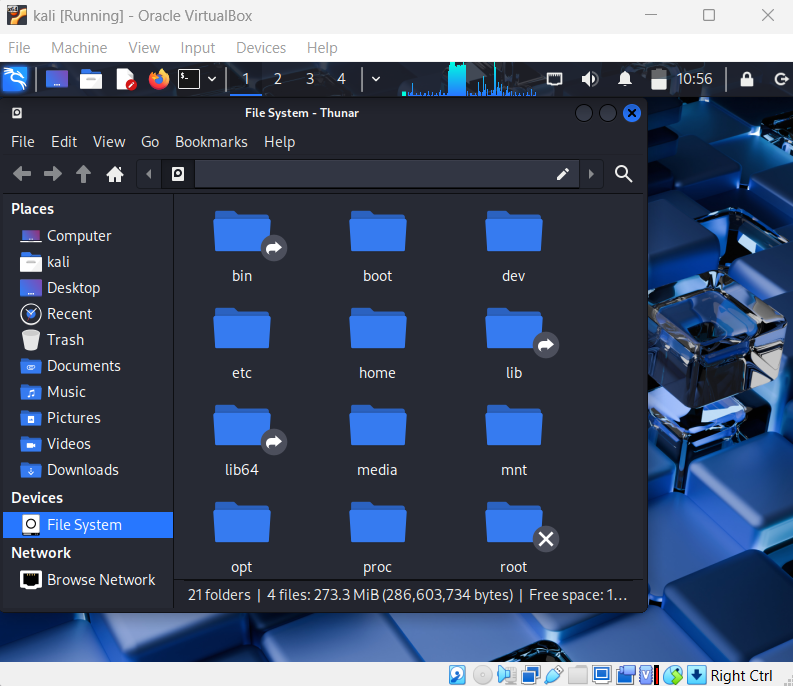 kali [Running] - Oracle VirtualBox
File Machine View Input Devices Help
1 2 3 4 10:56
File System - Thunar
File Edit View Go Bookmarks Help
Places
Computer
kali
Desktop
Recent
Trash
Documents
Music
Pictures
Videos
Downloads
Devices
File System
Network
Browse Network
bin boot dev
etc home lib
lib64 media mnt
opt proc root
21 folders | 4 files: 273.3 MiB (286,603,734 bytes) | Free space: 1…
Right Ctrl